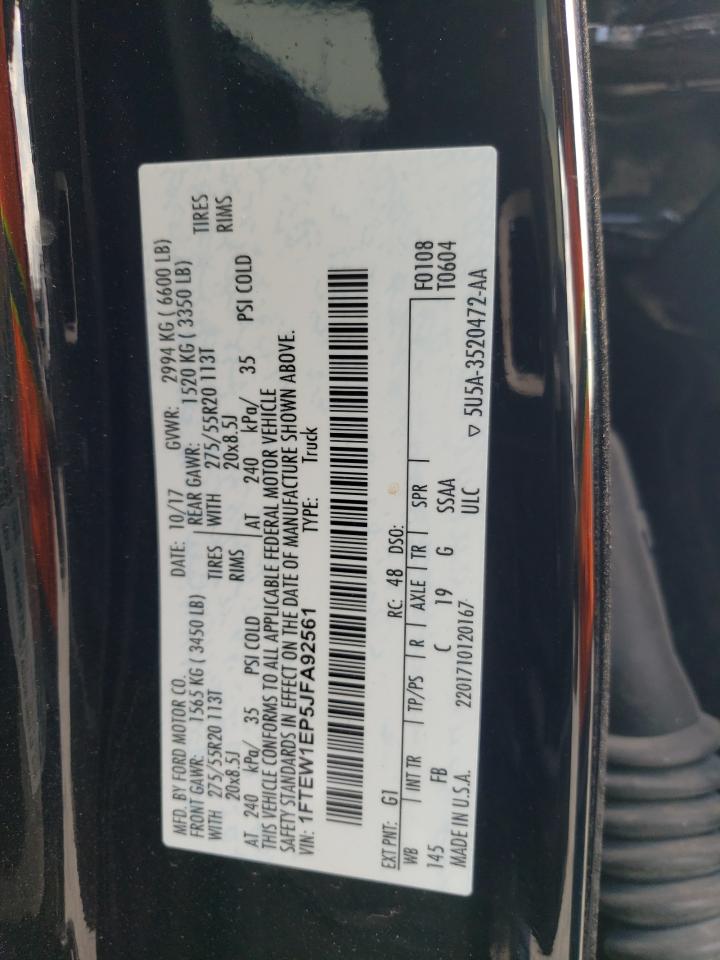 MFD. BY FORD MOTOR CO. DATE: 10/17 GVWR: 2994 KG ( 6600 LB)
FRONT GAWR: 1565 KG ( 3450 LB) REAR GAWR: 1520 KG ( 3350 LB)
WITH 275/55R20 113T TIRES WITH 275/55R20 113T TIRES
20x8.5J RIMS 20x8.5J RIMS
AT 240 kPa/ 35 PSI COLD AT 240 kPa/ 35 PSI COLD
THIS VEHICLE CONFORMS TO ALL APPLICABLE FEDERAL MOTOR VEHICLE
SAFETY STANDARDS IN EFFECT ON THE DATE OF MANUFACTURE SHOWN ABOVE.
VIN: 1FTEW1EP5JFA92561 TYPE: Truck
EXT PNT: G1 RC: 48 DSO: F0108
WB INT TR TP/PS R AXLE TR SPR T0604
145 FB C 19 G SSAA
MADE IN U.S.A. 2201710120167 ULC ▽ 5U5A-3520472-AA